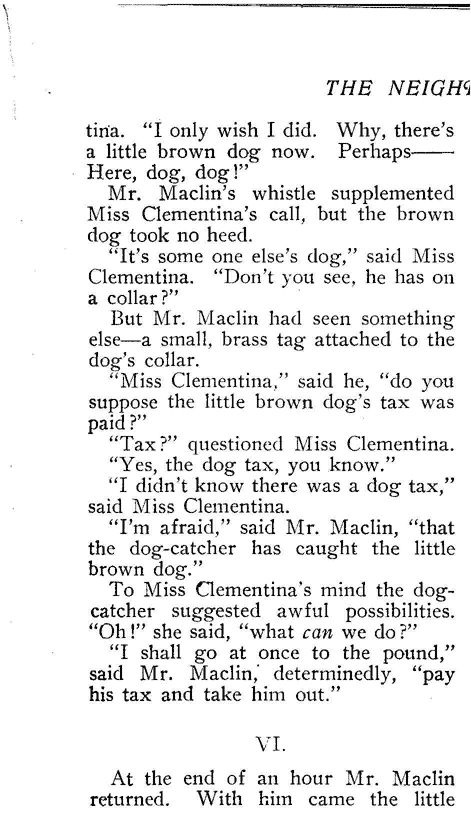 THE NEIGH
tina. "I only wish I did. Why, there's
a little brown dog now. Perhaps——
Here, dog, dog!"
Mr. Maclin's whistle supplemented
Miss Clementina's call, but the brown
dog took no heed.
"It's some one else's dog," said Miss
Clementina. "Don't you see, he has on
a collar?"
But Mr. Maclin had seen something
else—a small, brass tag attached to the
dog's collar.
"Miss Clementina," said he, "do you
suppose the little brown dog's tax was
paid?"
"Tax?" questioned Miss Clementina.
"Yes, the dog tax, you know."
"I didn't know there was a dog tax,"
said Miss Clementina.
"I'm afraid," said Mr. Maclin, "that
the dog-catcher has caught the little
brown dog."
To Miss Clementina's mind the dog-
catcher suggested awful possibilities.
"Oh!" she said, "what can we do?"
"I shall go at once to the pound,"
said Mr. Maclin, determinedly, "pay
his tax and take him out."
VI.
At the end of an hour Mr. Maclin
returned. With him came the little